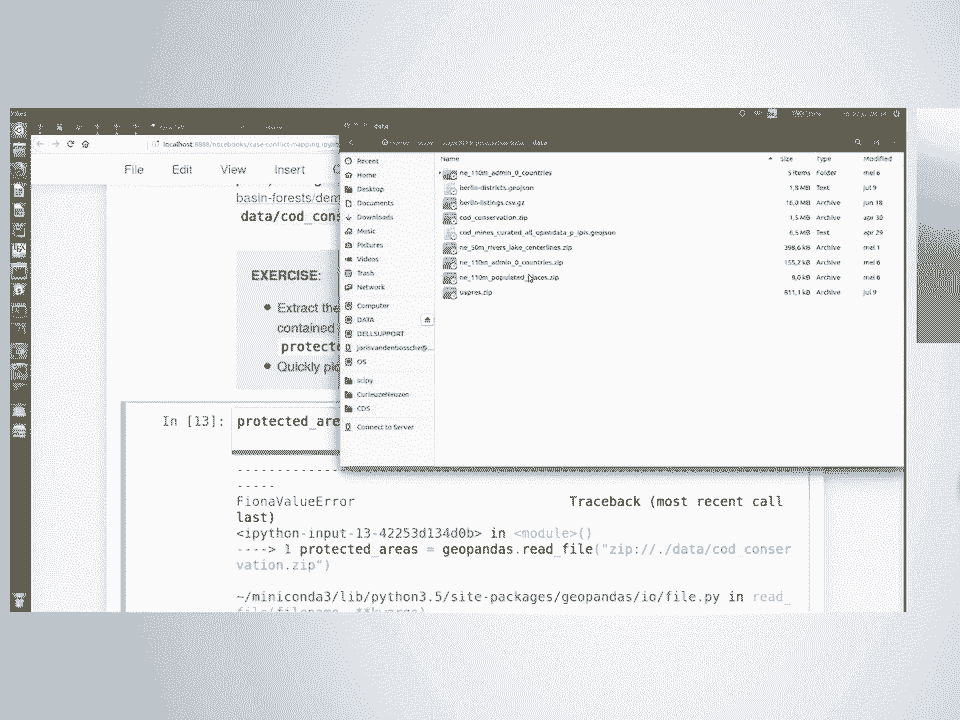 localhost:8888/notebooks/case-conflict-mapping.ipynb
File Edit View Insert
basin-forests/dem
data/cod_cons
EXERCISE:
Extract the
contained
protecte
Quickly plo
In [13]: protected_are
-----
FionaValueError Traceback (most recent call
last)
<ipython-input-13-42253d134d0b> in <module>()
----> 1 protected_areas = geopandas.read_file("zip://./data/cod_conser
vation.zip")
~/miniconda3/lib/python3.5/site-packages/geopandas/io/file.py in read_
file(filename, **kwargs)
data
Recent
Home
Desktop
Documents
Downloads
Music
Pictures
Videos
Trash
Network
Computer
DATA
DELLSUPPORT
jorisvandenbossche@...
OS
scipy
CurieuzeNeuzen
CDS
Connect to Server
Name Size Type Modified
ne_110m_admin_0_countries 5 items Folder mei 6
berlin-districts.geojson 1,8 MB Text jul 9
berlin-listings.csv.gz 16,0 MB Archive jun 18
cod_conservation.zip 1,5 MB Archive apr 30
cod_mines_curated_all_opendata_p_ipis.geojson 6,5 MB Text apr 29
ne_50m_rivers_lake_centerlines.zip 398,6 kB Archive mei 1
ne_110m_admin_0_countries.zip 155,2 kB Archive mei 6
ne_110m_populated_places.zip Archive mei 6
uspres.zip 811,1 kB Archive jul 9